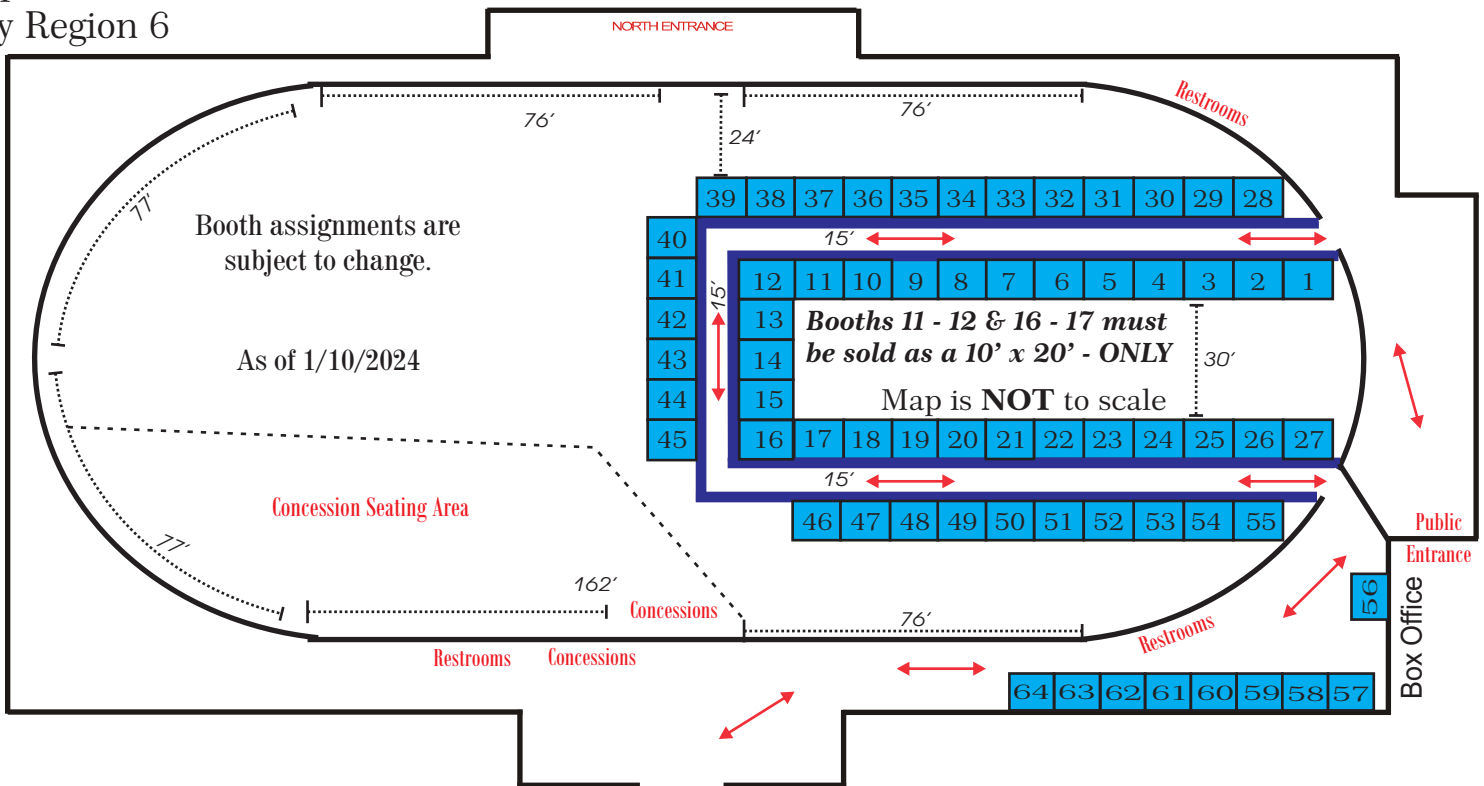 y Region 6
NORTH ENTRANCE
Restrooms
76'
76'
24'
77'
39 38 37 36 35 34 33 32 31 30 29 28
Booth assignments are
subject to change.
40
15'
41
12 11 10 9 8 7 6 5 4 3 2 1
15'
42
13
Booths 11 - 12 & 16 - 17 must
be sold as a 10’ x 20’ - ONLY
As of 1/10/2024
43
14
30'
44
15
Map is NOT to scale
45
16 17 18 19 20 21 22 23 24 25 26 27
15'
Concession Seating Area
46 47 48 49 50 51 52 53 54 55
Public
Entrance
77'
162'
Concessions
76'
56
Box Office
Restrooms
Restrooms
Concessions
64 63 62 61 60 59 58 57